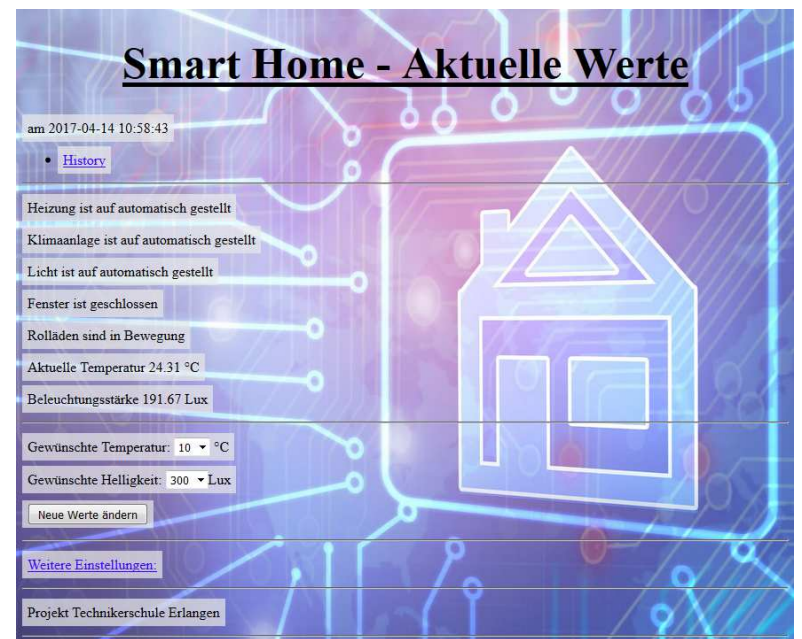 Smart Home - Aktuelle Werte
am 2017-04-14 10:58:43
History
Heizung ist auf automatisch gestellt
Klimaanlage ist auf automatisch gestellt
Licht ist auf automatisch gestellt
Fenster ist geschlossen
Rolläden sind in Bewegung
Aktuelle Temperatur 24.31 °C
Beleuchtungsstärke 191.67 Lux
Gewünschte Temperatur: 10 °C
Gewünschte Helligkeit: 300 Lux
Neue Werte ändern
Weitere Einstellungen:
Projekt Technikerschule Erlangen